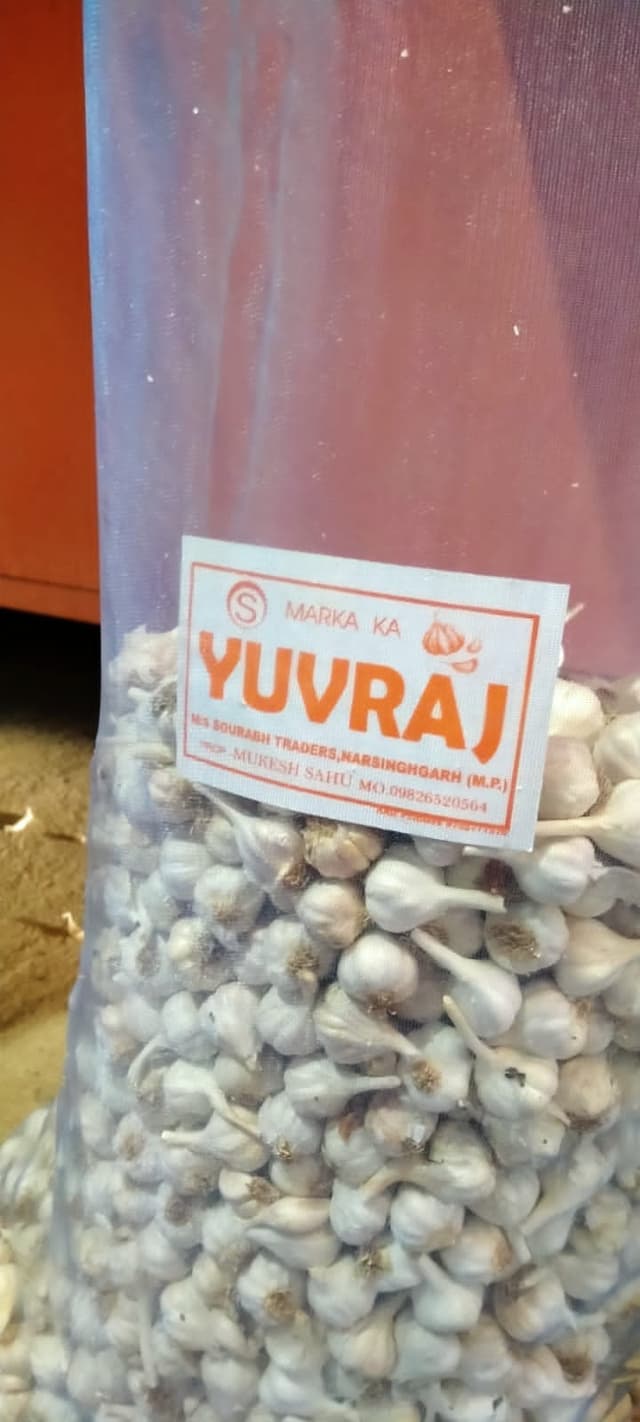 S MARKA KA
YUVRAJ
M/s SOURABH TRADERS,NARSINGHGARH (M.P.)
PROP. MUKESH SAHU MO.09826520564